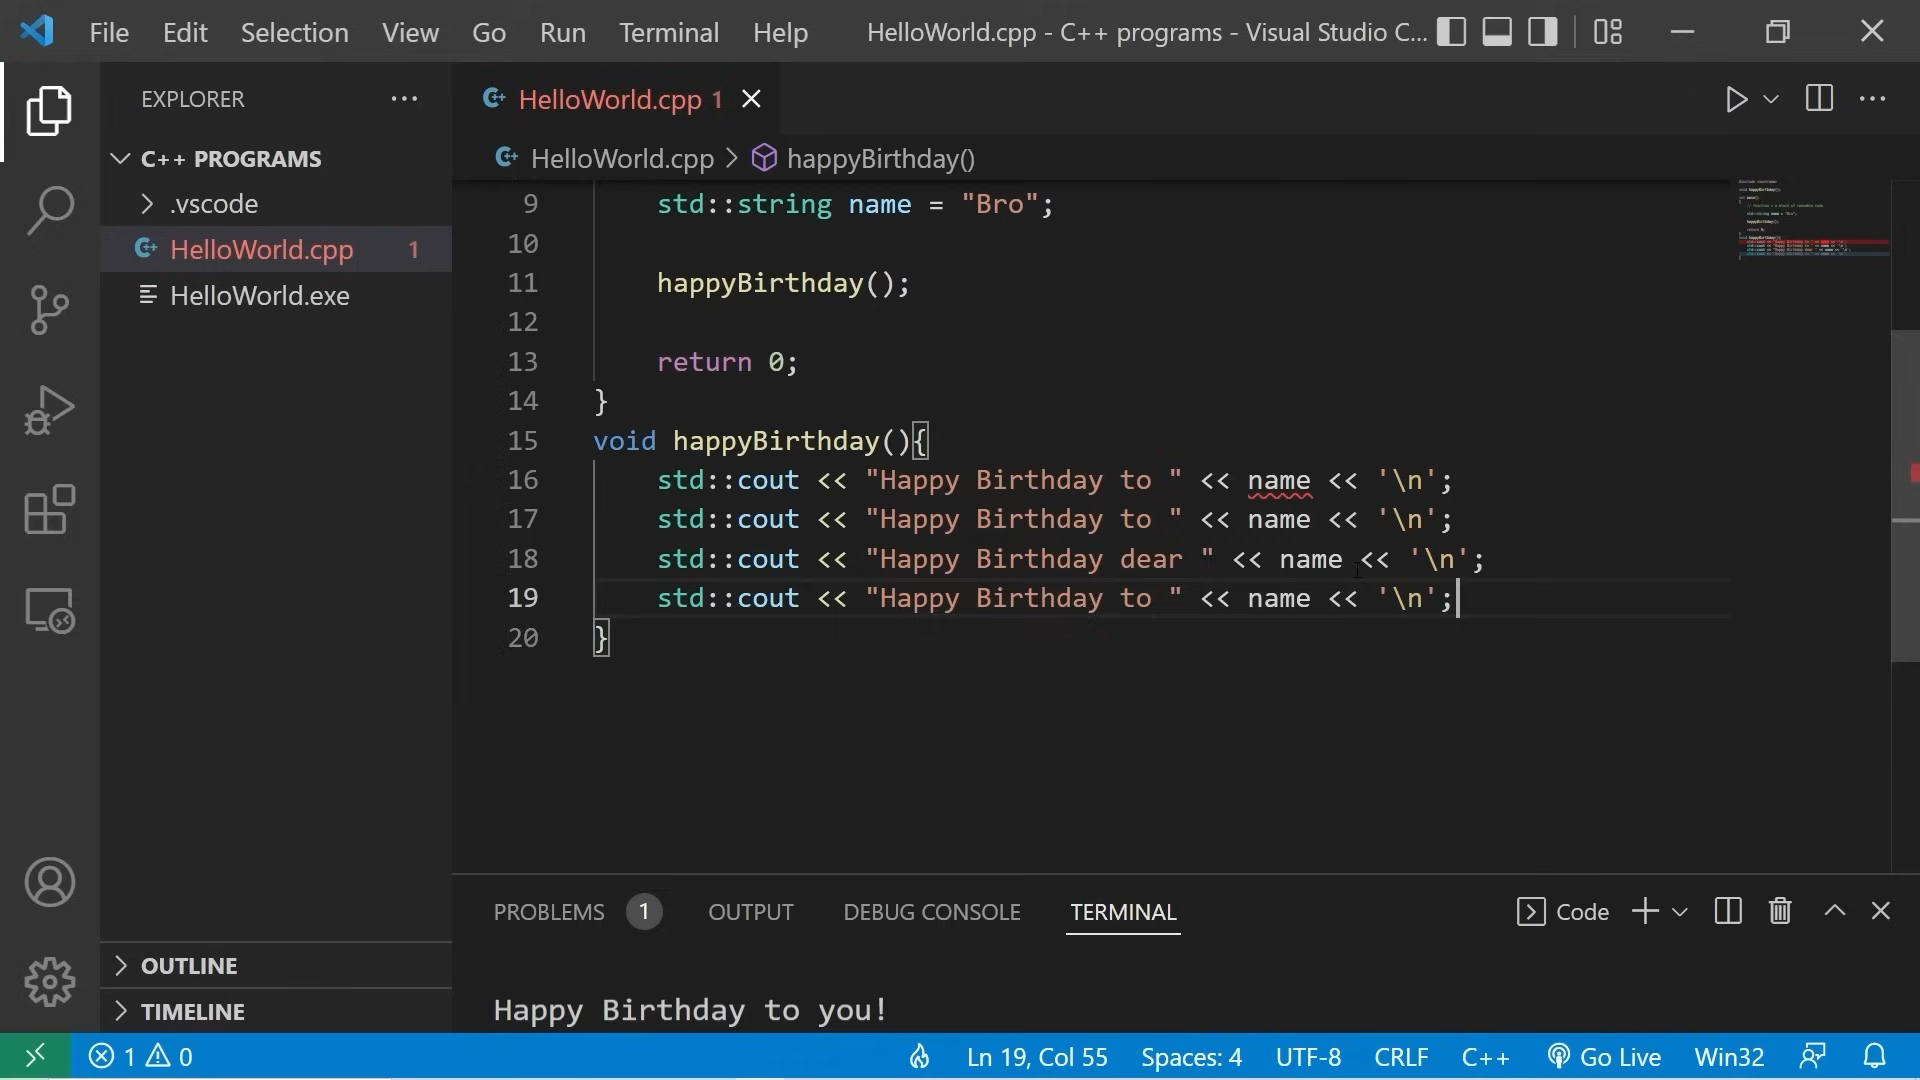 File Edit Selection View Go Run Terminal Help HelloWorld.cpp - C++ programs - Visual Studio C...
EXPLORER
C++ PROGRAMS
.vscode
HelloWorld.cpp 1
HelloWorld.exe
OUTLINE
TIMELINE
HelloWorld.cpp 1
HelloWorld.cpp > happyBirthday()
9 std::string name = "Bro";
10
11 happyBirthday();
12
13 return 0;
14 }
15 void happyBirthday(){
16 std::cout << "Happy Birthday to " << name << '\n';
17 std::cout << "Happy Birthday to " << name << '\n';
18 std::cout << "Happy Birthday dear " << name << '\n';
19 std::cout << "Happy Birthday to " << name << '\n';
20 }
PROBLEMS 1 OUTPUT DEBUG CONSOLE TERMINAL Code
Happy Birthday to you!
1 0 Ln 19, Col 55 Spaces: 4 UTF-8 CRLF C++ Go Live Win32